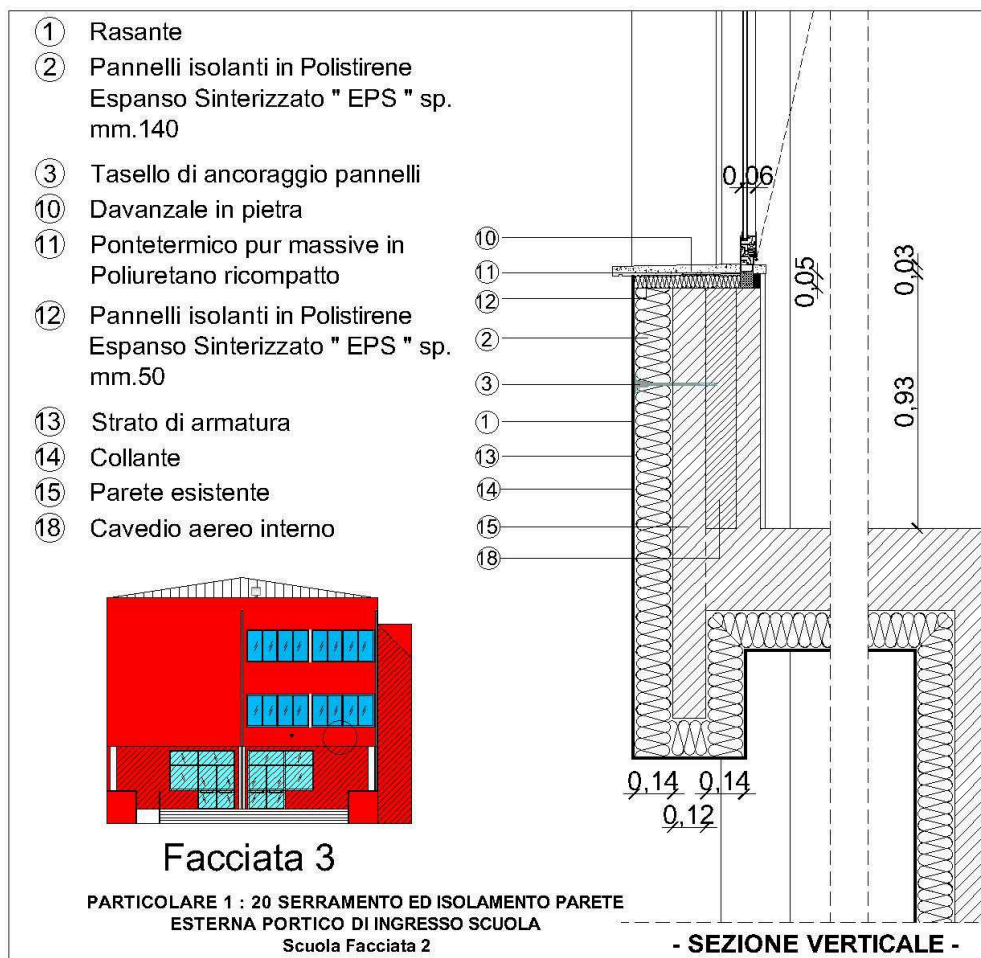 1 Rasante
2 Pannelli isolanti in Polistirene
Espanso Sinterizzato " EPS " sp.
mm.140
3 Tasello di ancoraggio pannelli
10 Davanzale in pietra
11 Pontetermico pur massive in
Poliuretano ricompatto
12 Pannelli isolanti in Polistirene
Espanso Sinterizzato " EPS " sp.
mm.50
13 Strato di armatura
14 Collante
15 Parete esistente
18 Cavedio aereo interno
Facciata 3
PARTICOLARE 1 : 20 SERRAMENTO ED ISOLAMENTO PARETE
ESTERNA PORTICO DI INGRESSO SCUOLA
Scuola Facciata 2
0,06
10
11
12
2
3
1
13
14
15
18
0,05
0,03
0,93
0,14
0,14
0,12
- SEZIONE VERTICALE -